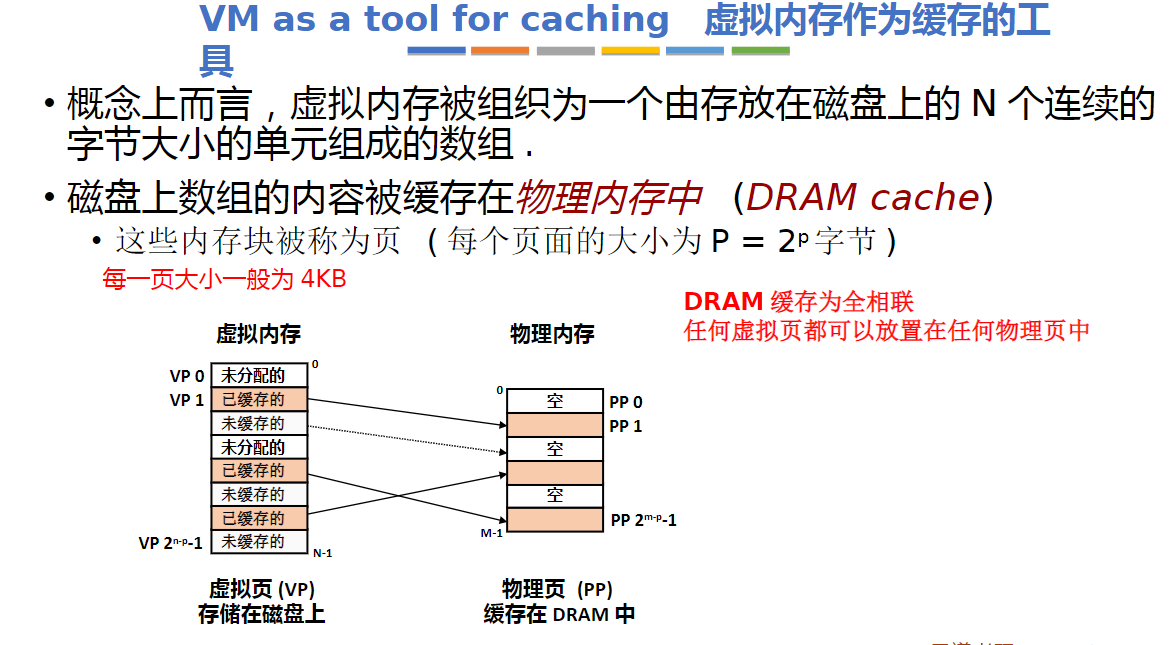 VM as a tool for caching 虚拟内存作为缓存的工
具
• 概念上而言，虚拟内存被组织为一个由存放在磁盘上的 N 个连续的
字节大小的单元组成的数组 .
• 磁盘上数组的内容被缓存在物理内存中 (DRAM cache)
• 这些内存块被称为页 ( 每个页面的大小为 P = 2ᵖ 字节 )
每一页大小一般为 4KB
DRAM 缓存为全相联
任何虚拟页都可以放置在任何物理页中
虚拟内存
物理内存
0
VP 0 未分配的
VP 1 已缓存的
未缓存的
未分配的
已缓存的
未缓存的
已缓存的
VP 2ⁿ⁻ᵖ-1 未缓存的
N-1
0
空 PP 0
PP 1
空
空
PP 2ᵐ⁻ᵖ-1
M-1
虚拟页 (VP)
存储在磁盘上
物理页 (PP)
缓存在 DRAM 中